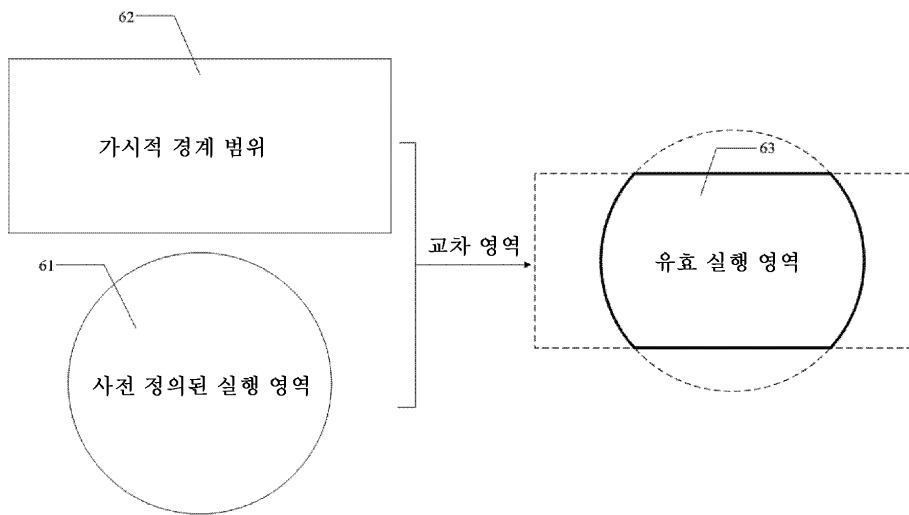 62
가시적 경계 범위
63
교차 영역
유효 실행 영역
61
사전 정의된 실행 영역